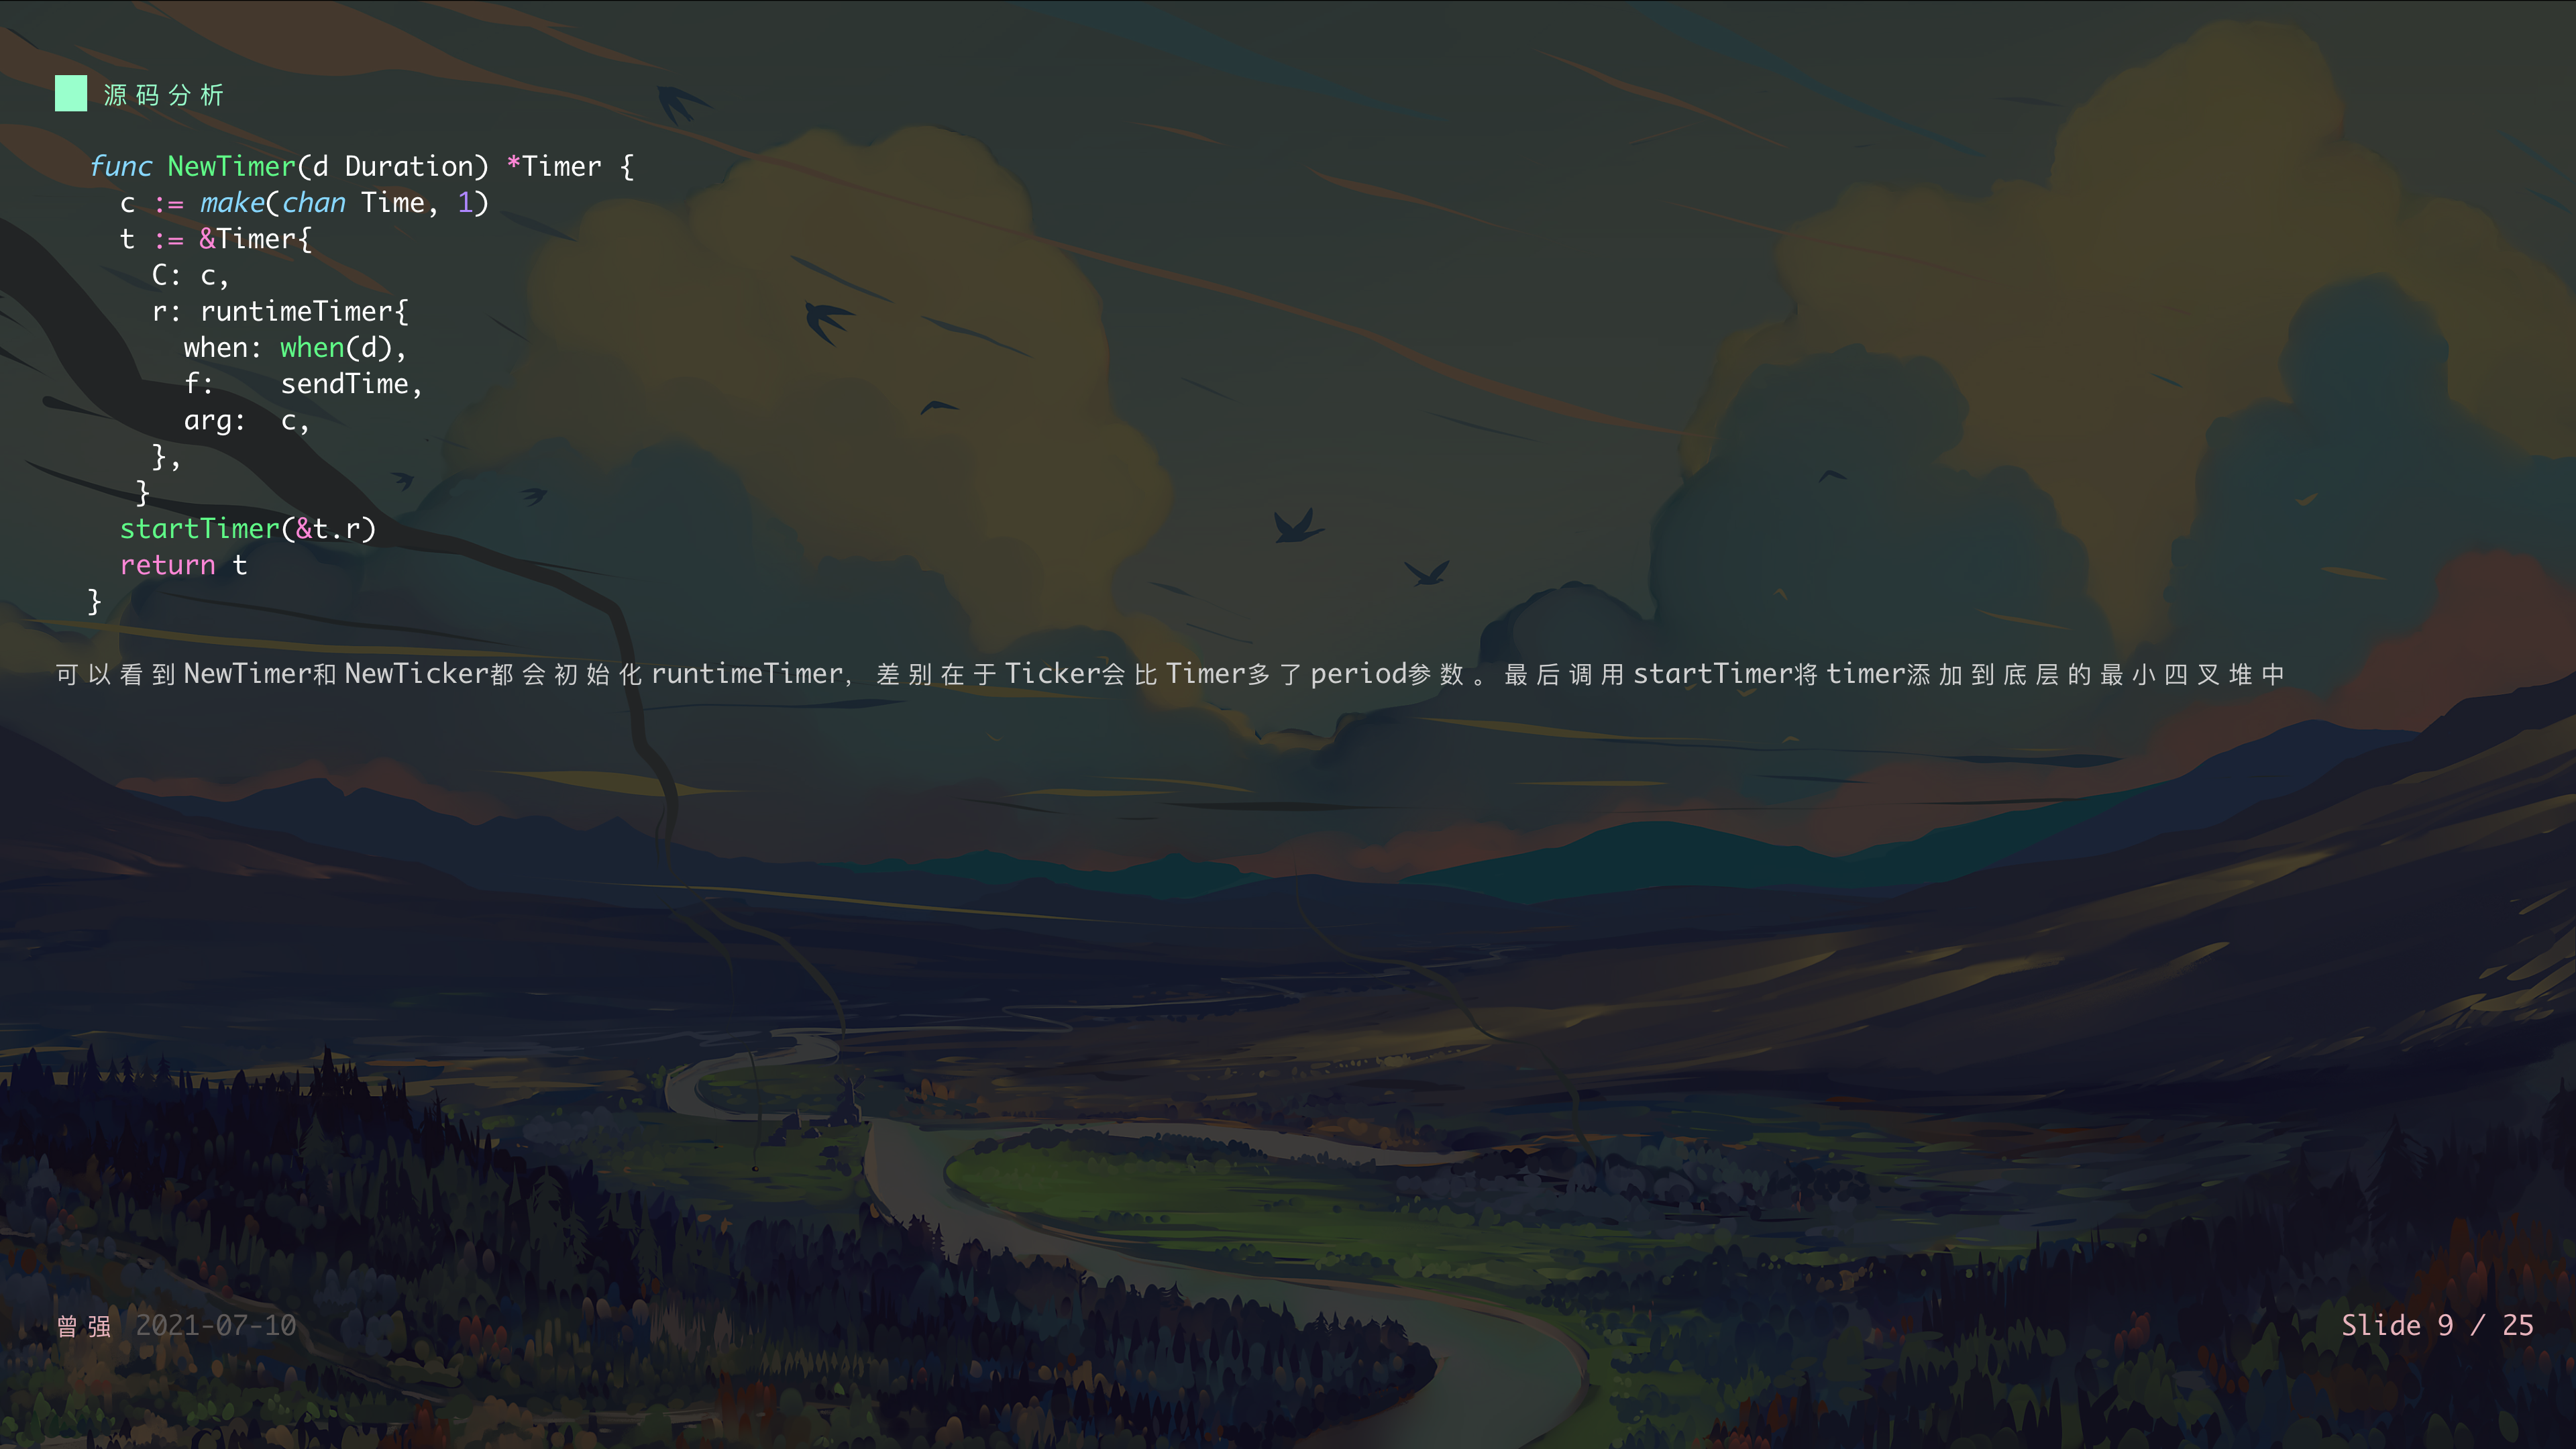 源码分析
func NewTimer(d Duration) *Timer {
  c := make(chan Time, 1)
  t := &Timer{
    C: c,
    r: runtimeTimer{
      when: when(d),
      f:    sendTime,
      arg:  c,
    },
   }
  startTimer(&t.r)
  return t
}
可以看到NewTimer和NewTicker都会初始化runtimeTimer, 差别在于Ticker会比Timer多了period参数。最后调用startTimer将timer添加到底层的最小四叉堆中
曾强 2021-07-10
Slide 9 / 25